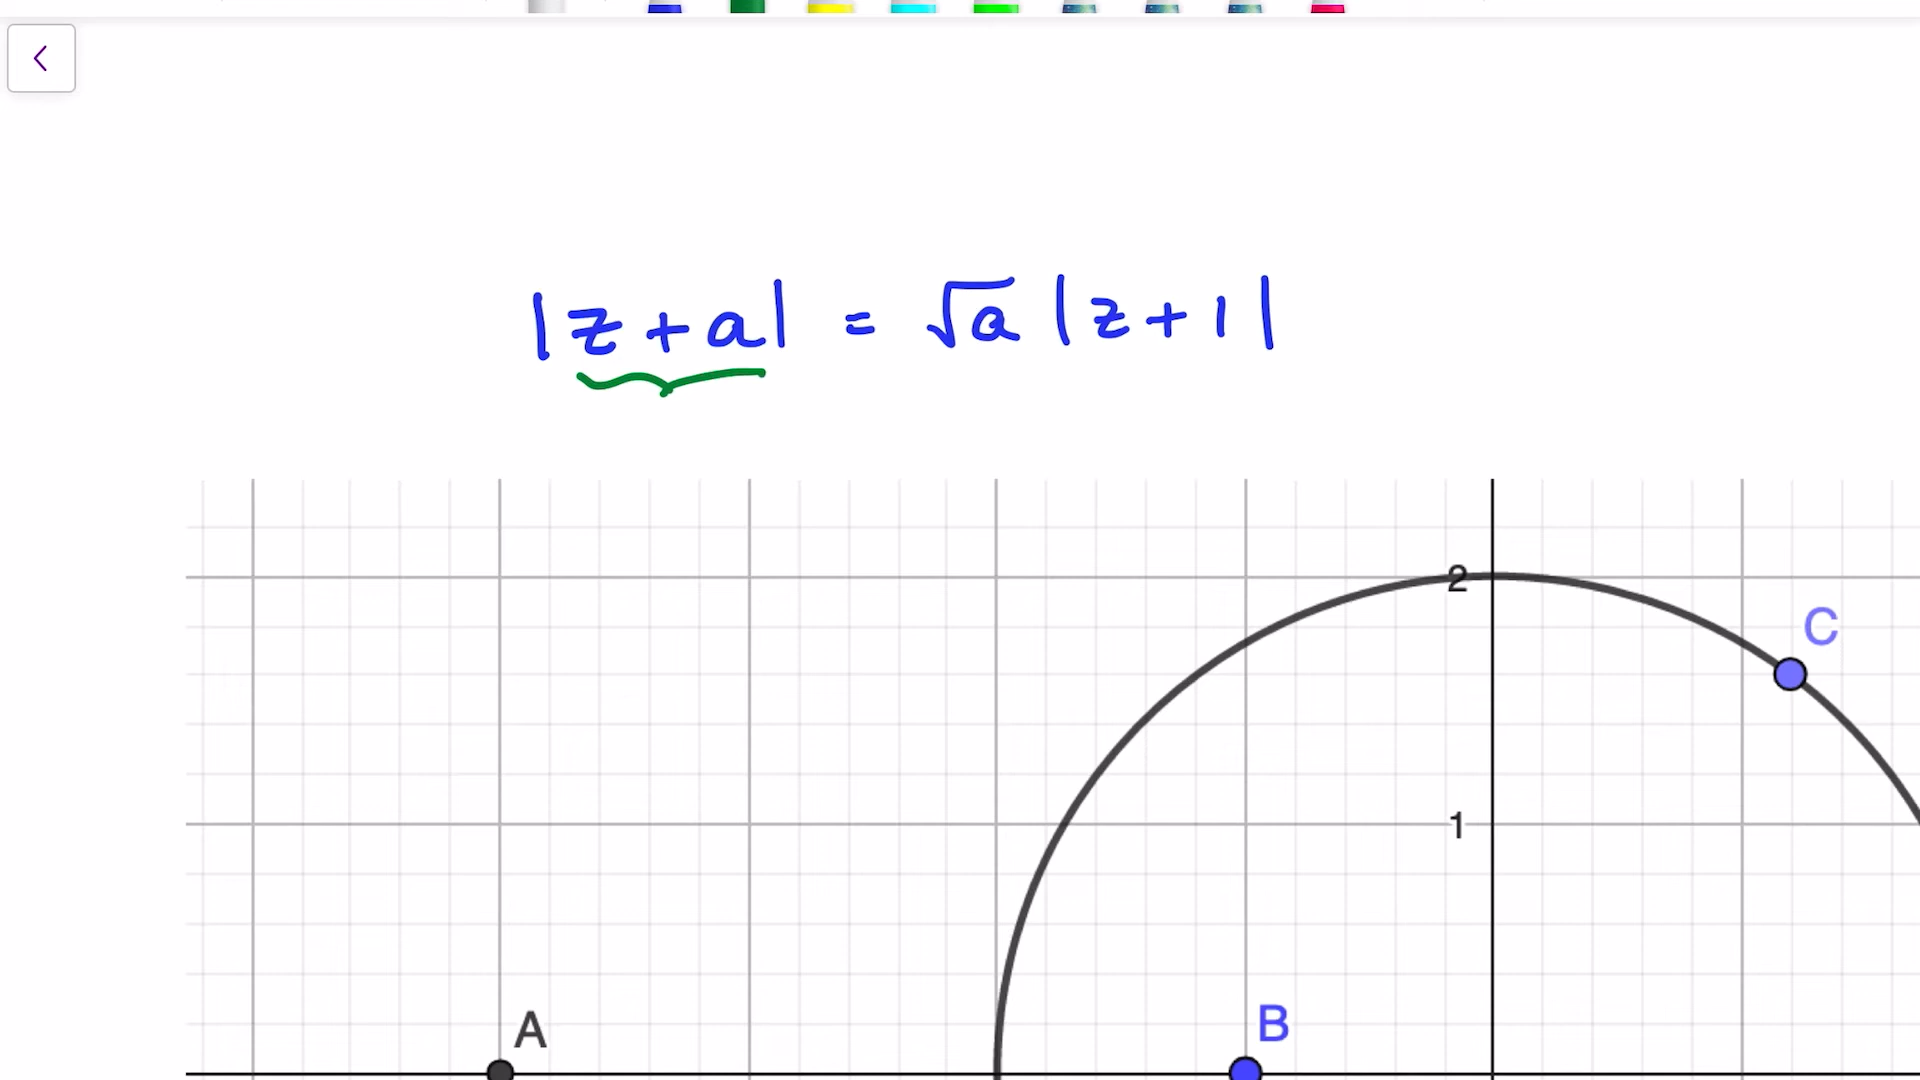 |z + a| = √a |z + 1|
2
C
1
A
B